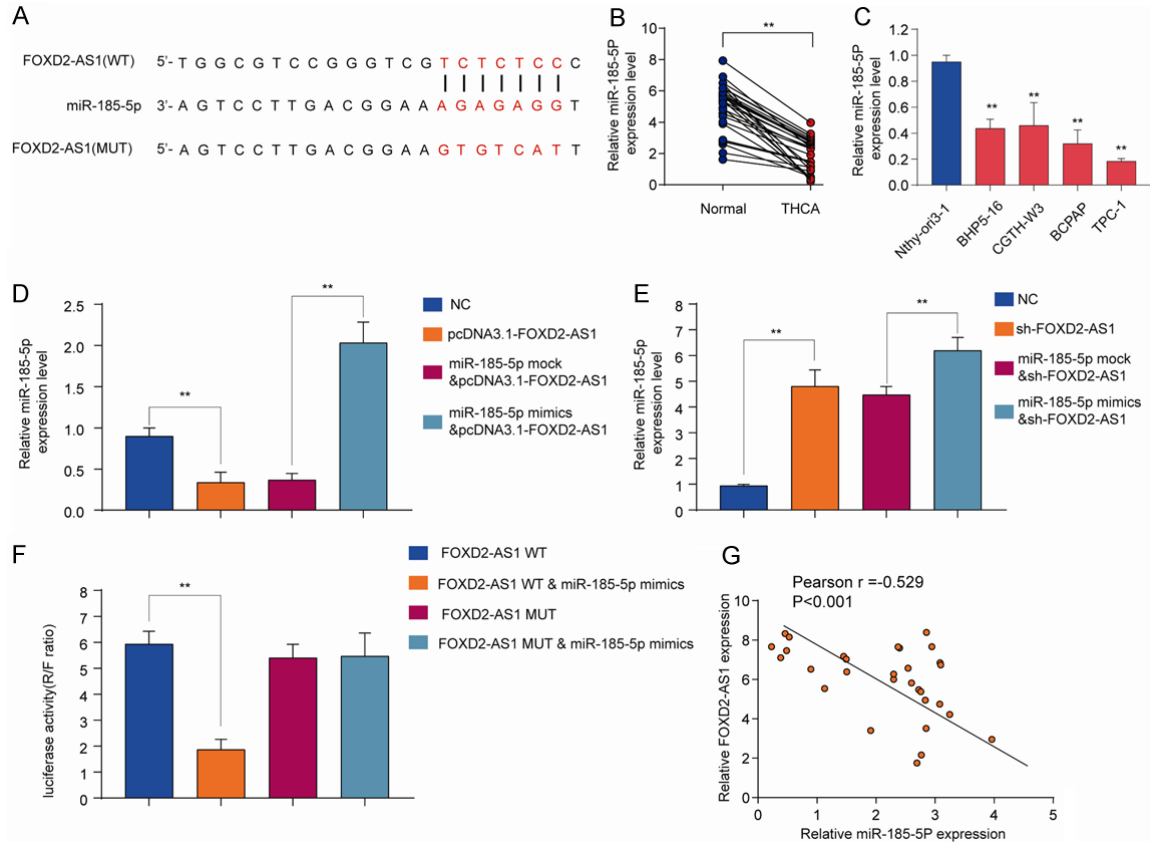 A
FOXD2-AS1(WT) 5'- T G G C G T C C G G G T C G T C T C T C C C
miR-185-5p 3'- A G T C C T T G A C G G A A A G A G A G G T
FOXD2-AS1(MUT) 5'- A G T C C T T G A C G G A A G T G T C A T T
B
Relative miR-185-5P
expression level
10
8
6
4
2
0
**
Normal THCA
C
Relative miR-185-5P
expression level
1.2
1.0
0.8
0.6
0.4
0.2
0.0
** ** ** **
Nthy-ori3-1 BHP5-16 CGTH-W3 BCPAP TPC-1
D
Relative miR-185-5p
expression level
2.5
2.0
1.5
1.0
0.5
0.0
** **
NC
pcDNA3.1-FOXD2-AS1
miR-185-5p mock
&pcDNA3.1-FOXD2-AS1
miR-185-5p mimics
&pcDNA3.1-FOXD2-AS1
E
Relative miR-185-5p
expression level
8
7
6
5
4
3
2
1
0
** **
NC
sh-FOXD2-AS1
miR-185-5p mock
&sh-FOXD2-AS1
miR-185-5p mimics
&sh-FOXD2-AS1
F
luciferase activity(R/F ratio)
8
7
6
5
4
3
2
1
0
**
FOXD2-AS1 WT
FOXD2-AS1 WT & miR-185-5p mimics
FOXD2-AS1 MUT
FOXD2-AS1 MUT & miR-185-5p mimics
G
Pearson r =-0.529
P<0.001
Relative FOXD2-AS1 expression
10
8
6
4
2
0
0 1 2 3 4 5
Relative miR-185-5P expression